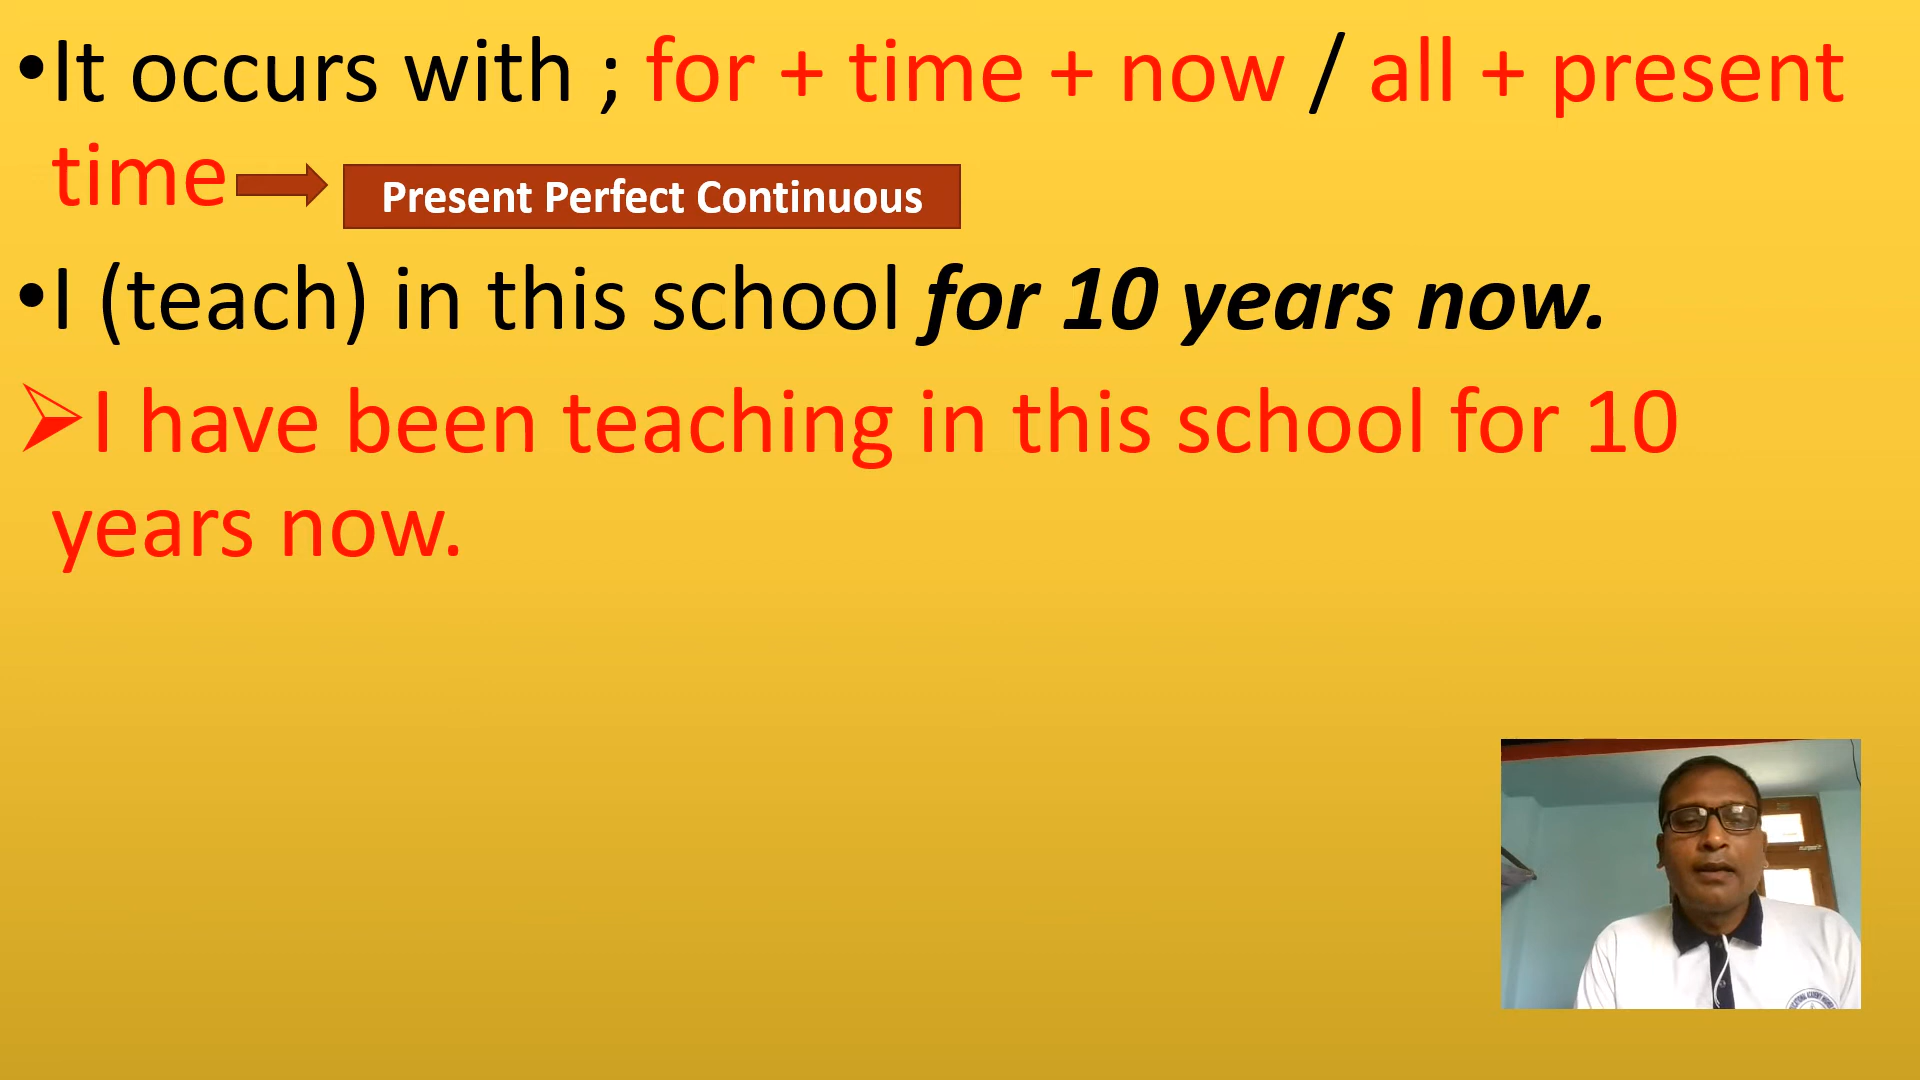 •It occurs with ; for + time + now / all + present
time
Present Perfect Continuous
•I (teach) in this school for 10 years now.
➢I have been teaching in this school for 10
years now.